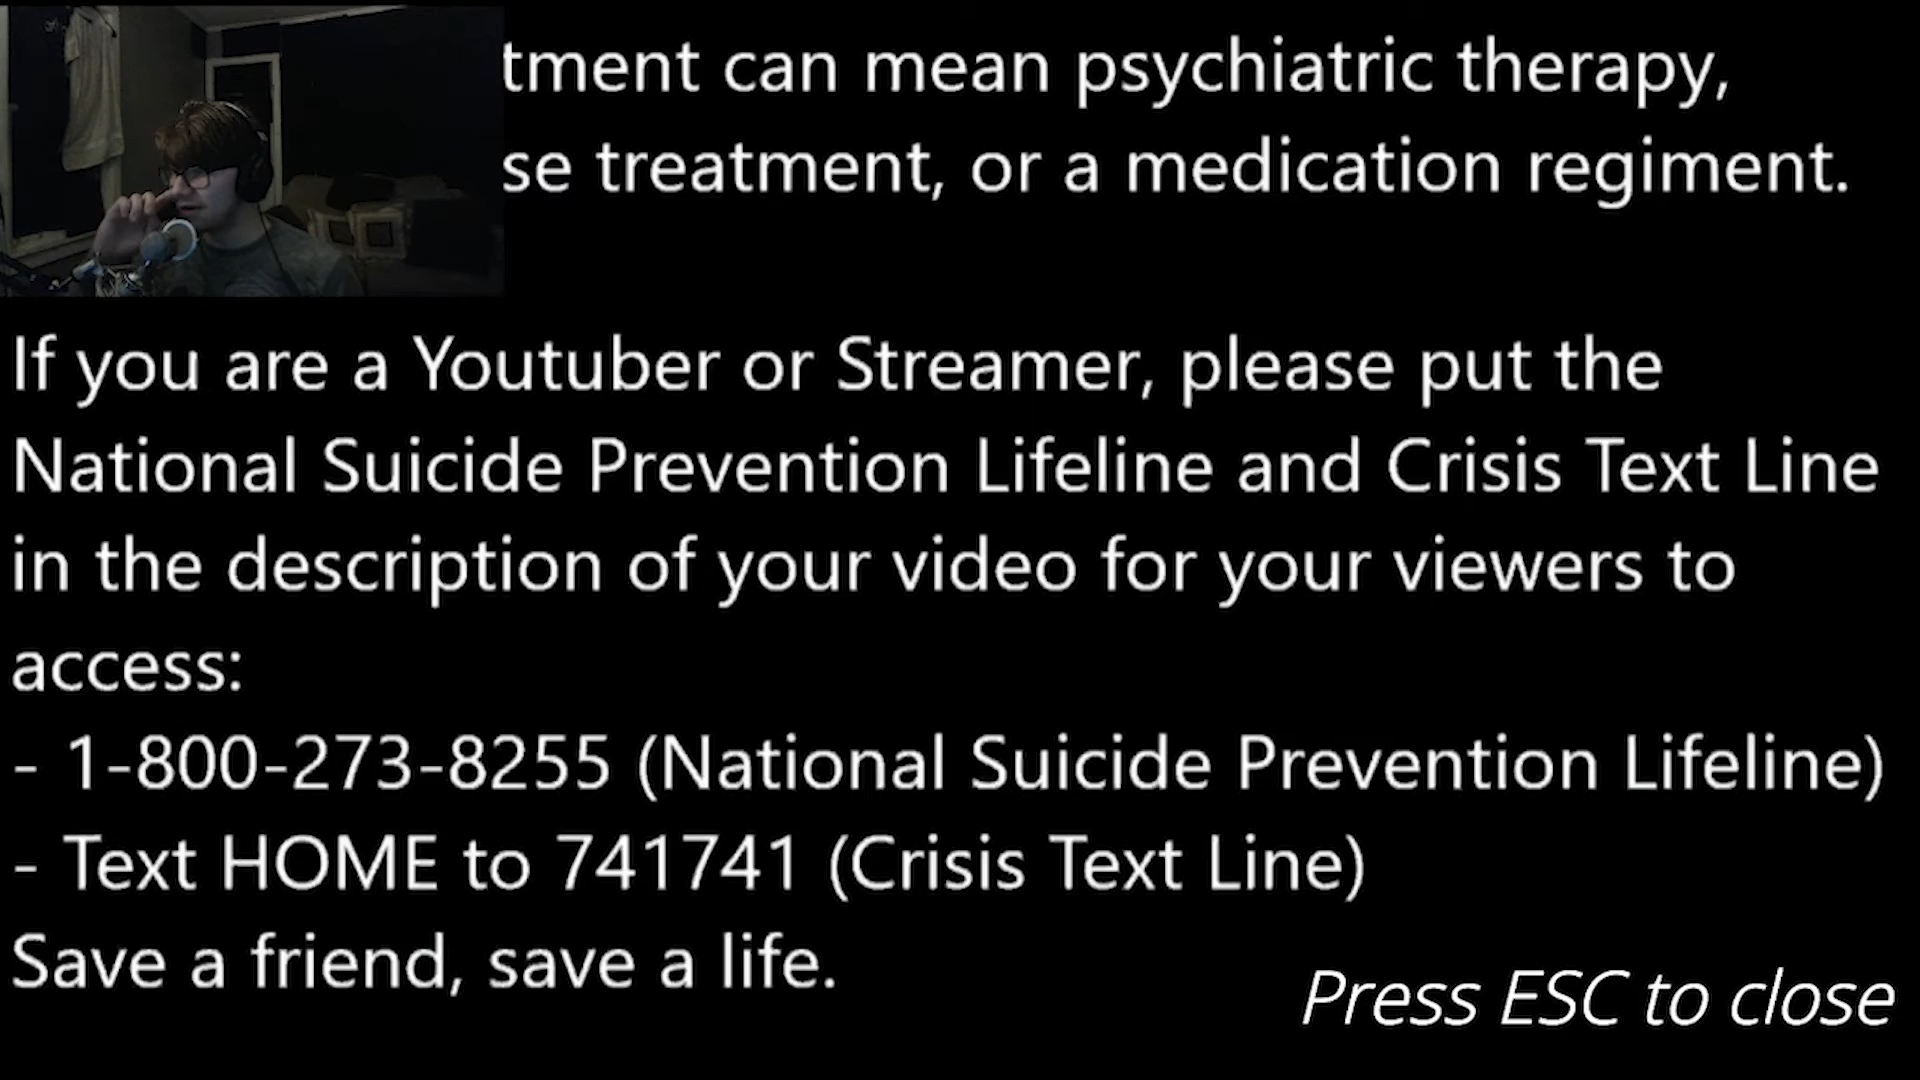 tment can mean psychiatric therapy,
se treatment, or a medication regiment.
If you are a Youtuber or Streamer, please put the
National Suicide Prevention Lifeline and Crisis Text Line
in the description of your video for your viewers to
access:
- 1-800-273-8255 (National Suicide Prevention Lifeline)
- Text HOME to 741741 (Crisis Text Line)
Save a friend, save a life.
Press ESC to close